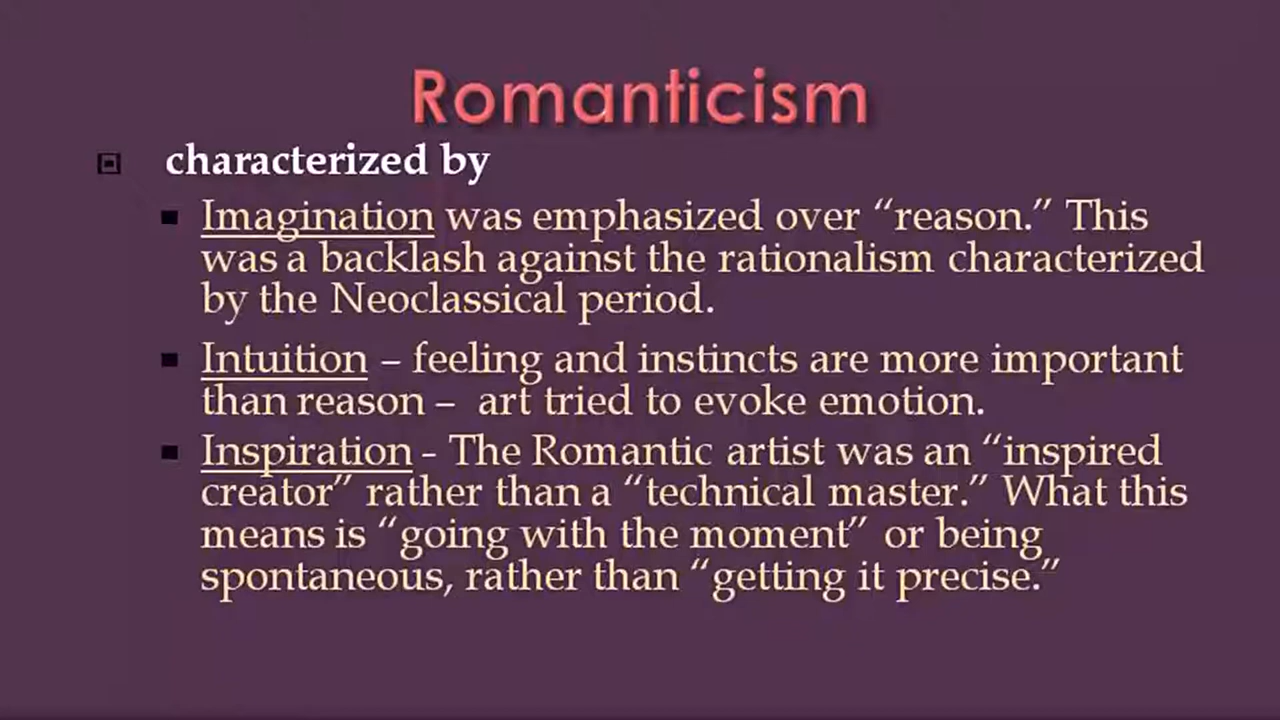 Romanticism
characterized by
Imagination was emphasized over “reason.” This
was a backlash against the rationalism characterized
by the Neoclassical period.
Intuition – feeling and instincts are more important
than reason – art tried to evoke emotion.
Inspiration - The Romantic artist was an “inspired
creator” rather than a “technical master.” What this
means is “going with the moment” or being
spontaneous, rather than “getting it precise.”